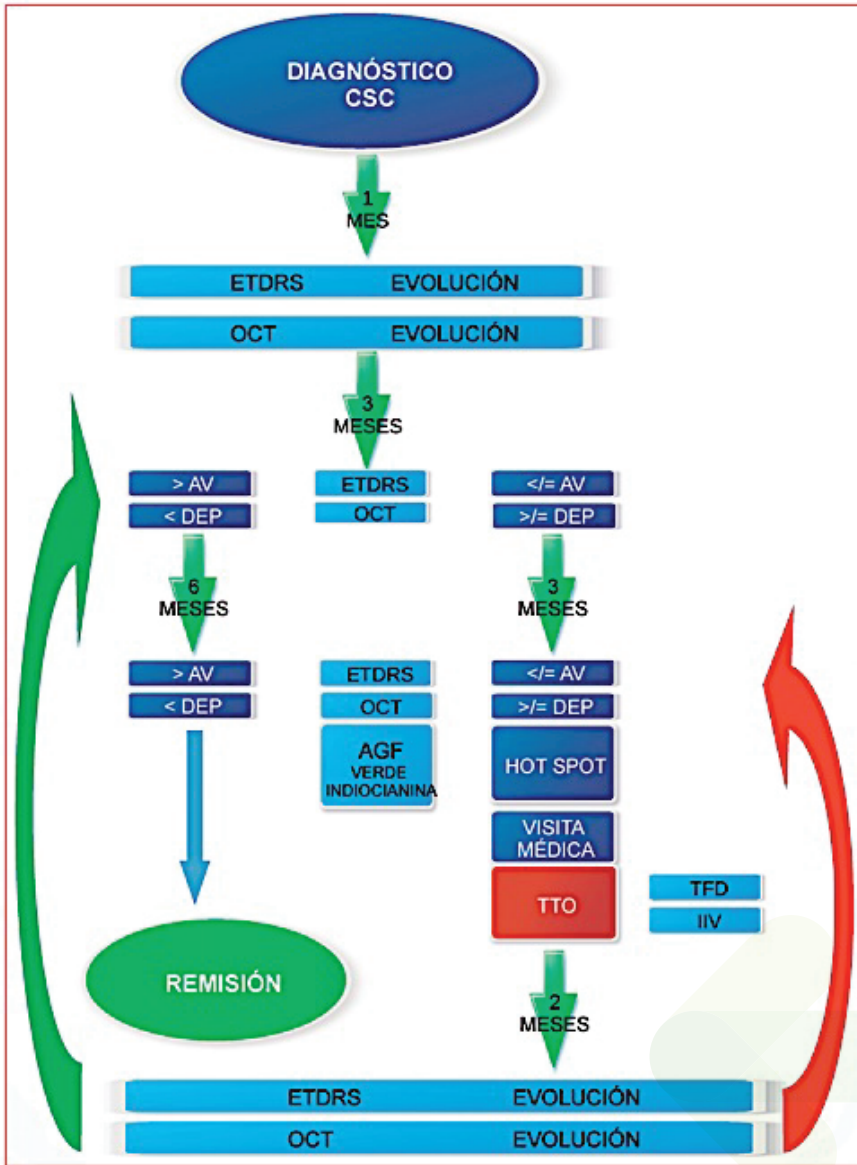 DIAGNÓSTICO
CSC
1
MES
ETDRS EVOLUCIÓN
OCT EVOLUCIÓN
3
MESES
> AV ETDRS </= AV
< DEP OCT >/= DEP
6 3
MESES MESES
> AV ETDRS </= AV
< DEP OCT >/= DEP
AGF
VERDE
INDIOCIANINA
HOT SPOT
VISITA
MÉDICA
TTO
TFD
IIV
REMISIÓN
2
MESES
ETDRS EVOLUCIÓN
OCT EVOLUCIÓN